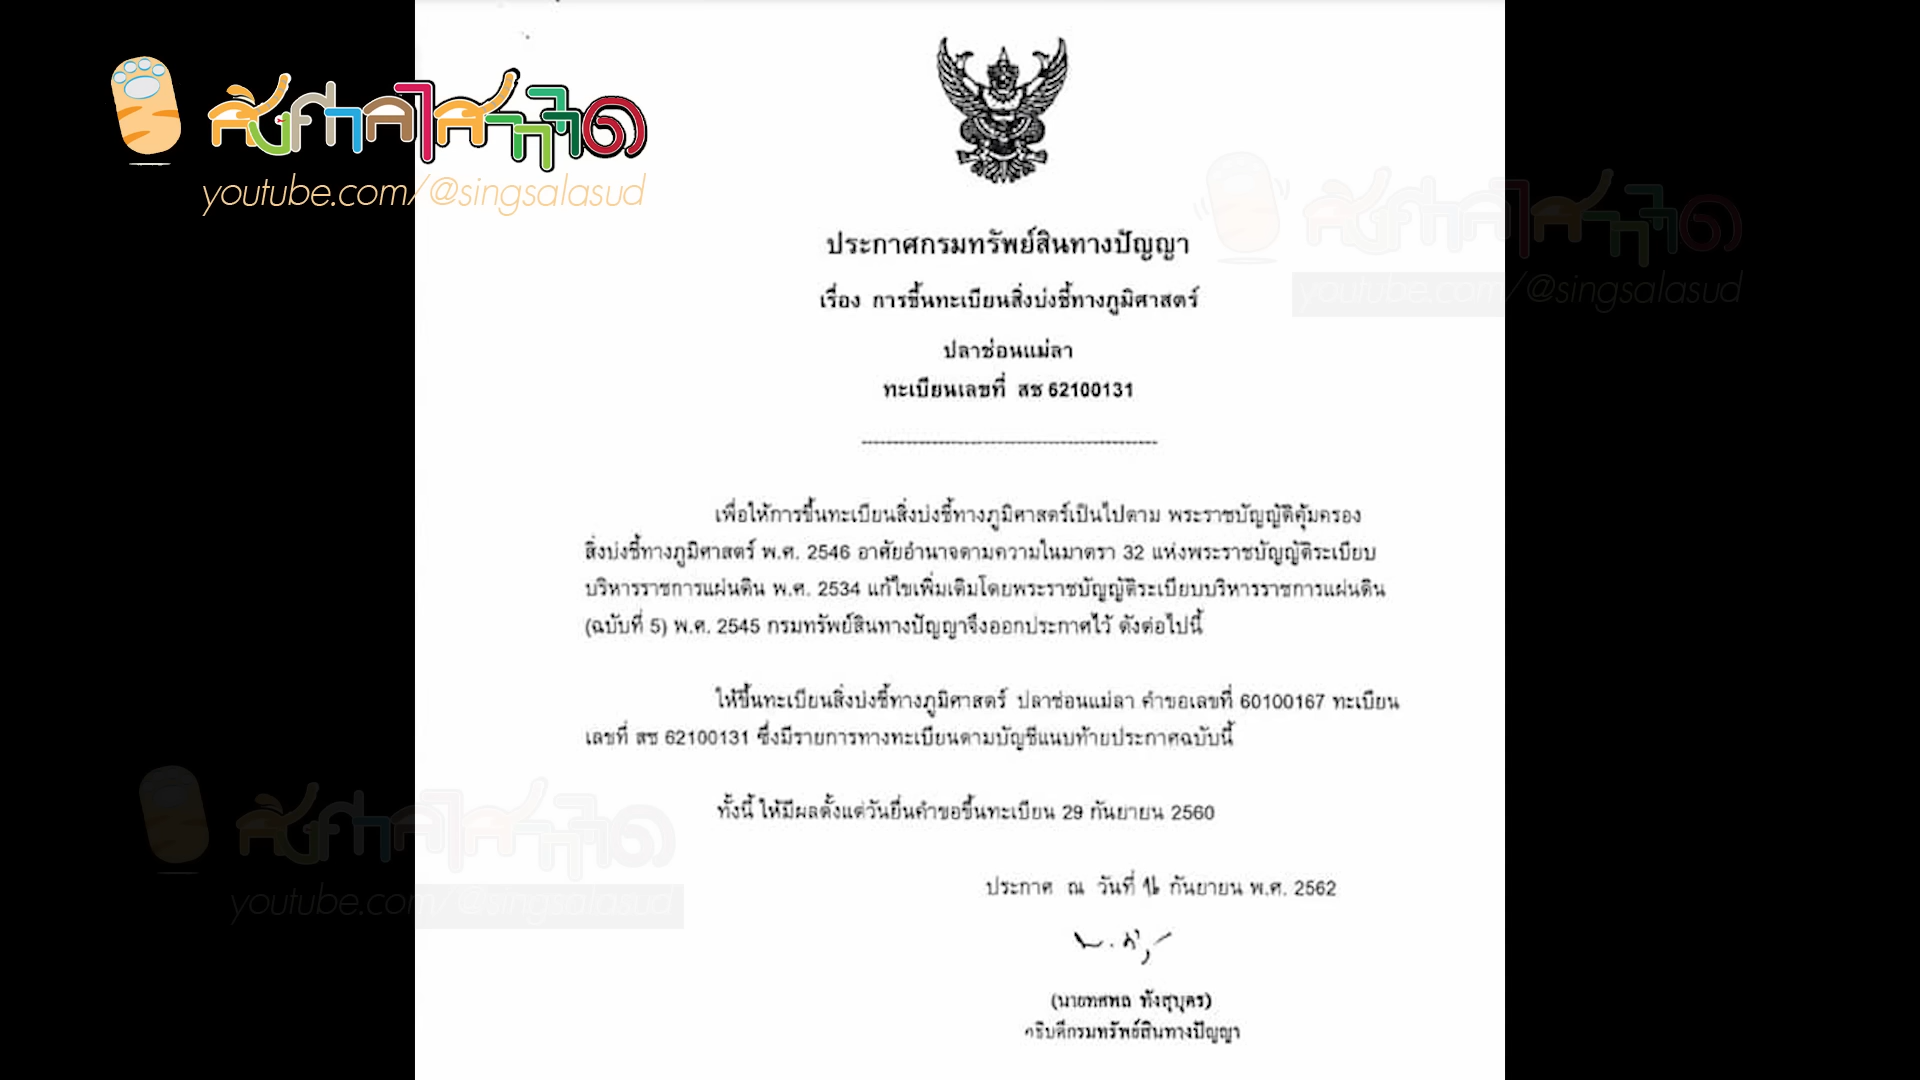 สิงศาลาใสสุดจัด
youtube.com/@singsalasud
ประกาศกรมทรัพย์สินทางปัญญา
เรื่อง การขึ้นทะเบียนสิ่งบ่งชี้ทางภูมิศาสตร์
ปลาช่อนแม่ลา
ทะเบียนเลขที่ สช 62100131
youtube.com/@singsalasud
เพื่อให้การขึ้นทะเบียนสิ่งบ่งชี้ทางภูมิศาสตร์เป็นไปตาม พระราชบัญญัติคุ้มครอง
สิ่งบ่งชี้ทางภูมิศาสตร์ พ.ศ. 2546 อาศัยอำนาจตามความในมาตรา 32 แห่งพระราชบัญญัติระเบียบ
บริหารราชการแผ่นดิน พ.ศ. 2534 แก้ไขเพิ่มเติมโดยพระราชบัญญัติระเบียบบริหารราชการแผ่นดิน
(ฉบับที่ 5) พ.ศ. 2545 กรมทรัพย์สินทางปัญญาจึงออกประกาศไว้ ดังต่อไปนี้
ให้ขึ้นทะเบียนสิ่งบ่งชี้ทางภูมิศาสตร์ ปลาช่อนแม่ลา คำขอเลขที่ 60100167 ทะเบียน
เลขที่ สช 62100131 ซึ่งมีรายการทางทะเบียนตามบัญชีแนบท้ายประกาศฉบับนี้
ทั้งนี้ ให้มีผลตั้งแต่วันยื่นคำขอขึ้นทะเบียน 29 กันยายน 2560
ประกาศ ณ วันที่ กันยายน พ.ศ. 2562
(นายทศพล ทังสุบุตร)
อธิบดีกรมทรัพย์สินทางปัญญา
youtube.com/@singsalasud